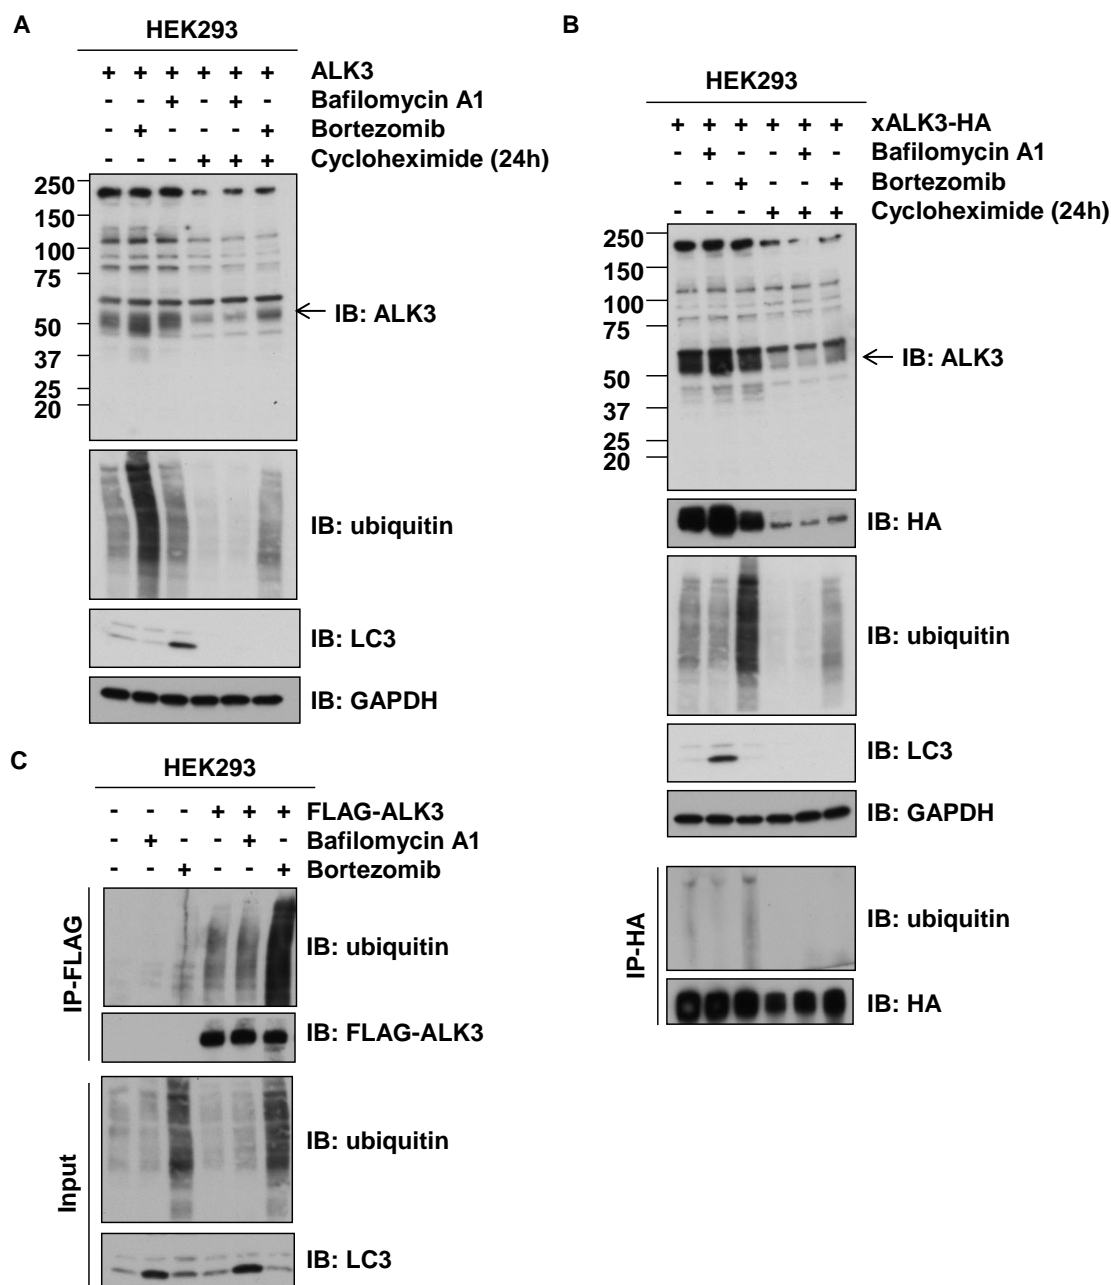 A
HEK293
+ + + + + + ALK3
- - + - + - Bafilomycin A1
- + - - - + Bortezomib
- - - + + + Cycloheximide (24h)
250
150
100
75
50
37
25
20
IB: ALK3
IB: ubiquitin
IB: LC3
IB: GAPDH
B
HEK293
+ + + + + + xALK3-HA
- + - - + - Bafilomycin A1
- - + - - + Bortezomib
- - - + + + Cycloheximide (24h)
250
150
100
75
50
37
25
20
IB: ALK3
IB: HA
IB: ubiquitin
IB: LC3
IB: GAPDH
IP-HA
IB: ubiquitin
IB: HA
C
HEK293
- - - + + + FLAG-ALK3
- + - - + - Bafilomycin A1
- - + - - + Bortezomib
IP-FLAG
IB: ubiquitin
IB: FLAG-ALK3
Input
IB: ubiquitin
IB: LC3